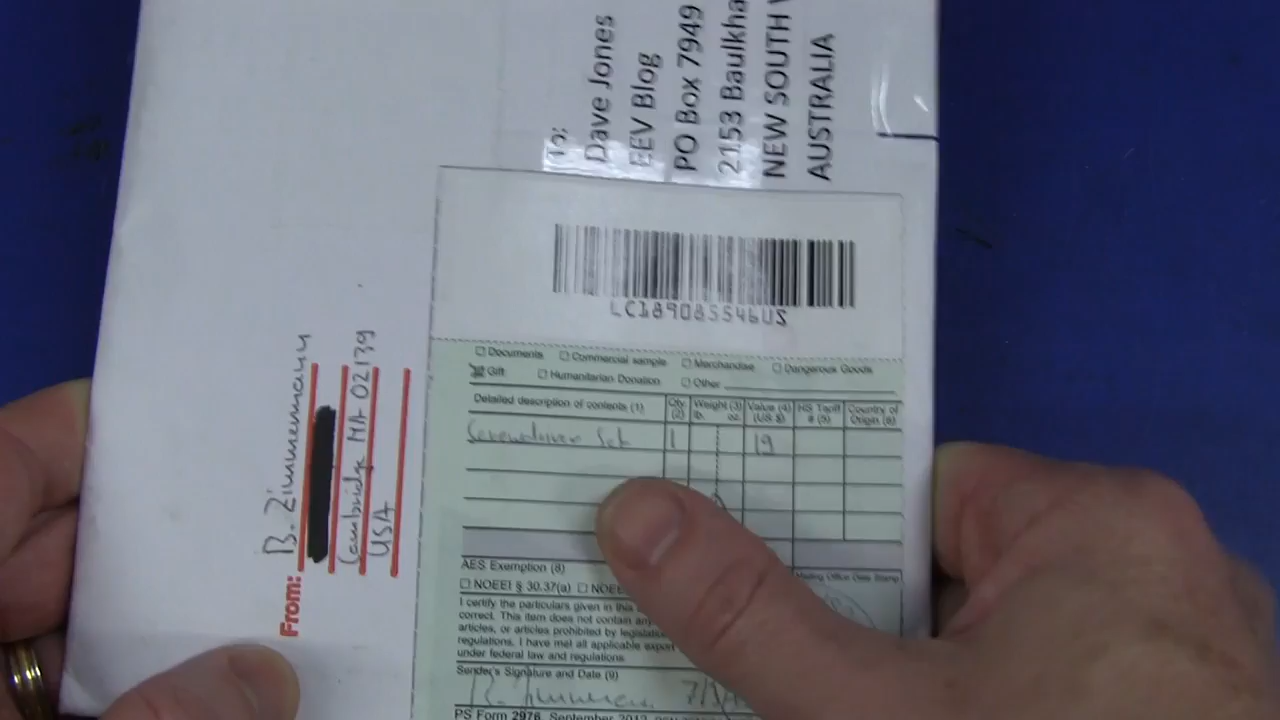 To:
Dave Jones
EEV Blog
PO Box 7949
2153
NEW SOUTH
AUSTRALIA
LC189085546US
Documents Commercial sample Merchandise Dangerous Goods
Gift Humanitarian Donation Other
Detailed description of contents (1) Qty. (2) Weight (3) lb. oz. Value (4) (US $) HS Tariff # (5) Country of Origin (6)
Screwdriver Set 1 19
AES Exemption (8)
Mailing Office Date Stamp
NOEEI § 30.37(a)
I certify the particulars given in this
correct. This item does not contain any
articles, or articles prohibited by
regulations. I have met all applicable export
under federal law and regulations.
Sender's Signature and Date (9)
PS Form 2976, September 2012
From:
B. Zimmermann
Cambridge MA 02139
USA